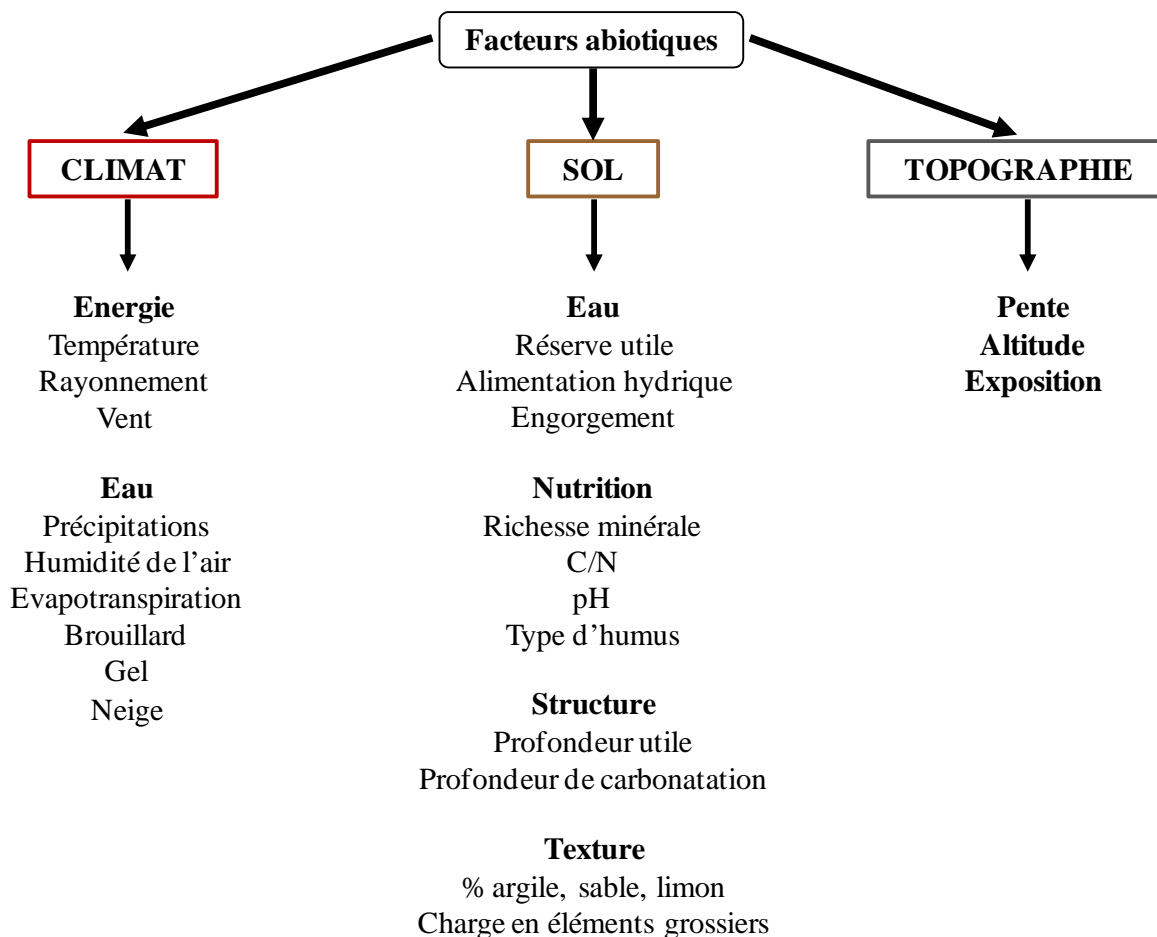 Facteurs abiotiques
CLIMAT
SOL
TOPOGRAPHIE
Energie
Température
Rayonnement
Vent
Eau
Précipitations
Humidité de l’air
Evapotranspiration
Brouillard
Gel
Neige
Eau
Réserve utile
Alimentation hydrique
Engorgement
Nutrition
Richesse minérale
C/N
pH
Type d’humus
Structure
Profondeur utile
Profondeur de carbonatation
Texture
% argile, sable, limon
Charge en éléments grossiers
Pente
Altitude
Exposition